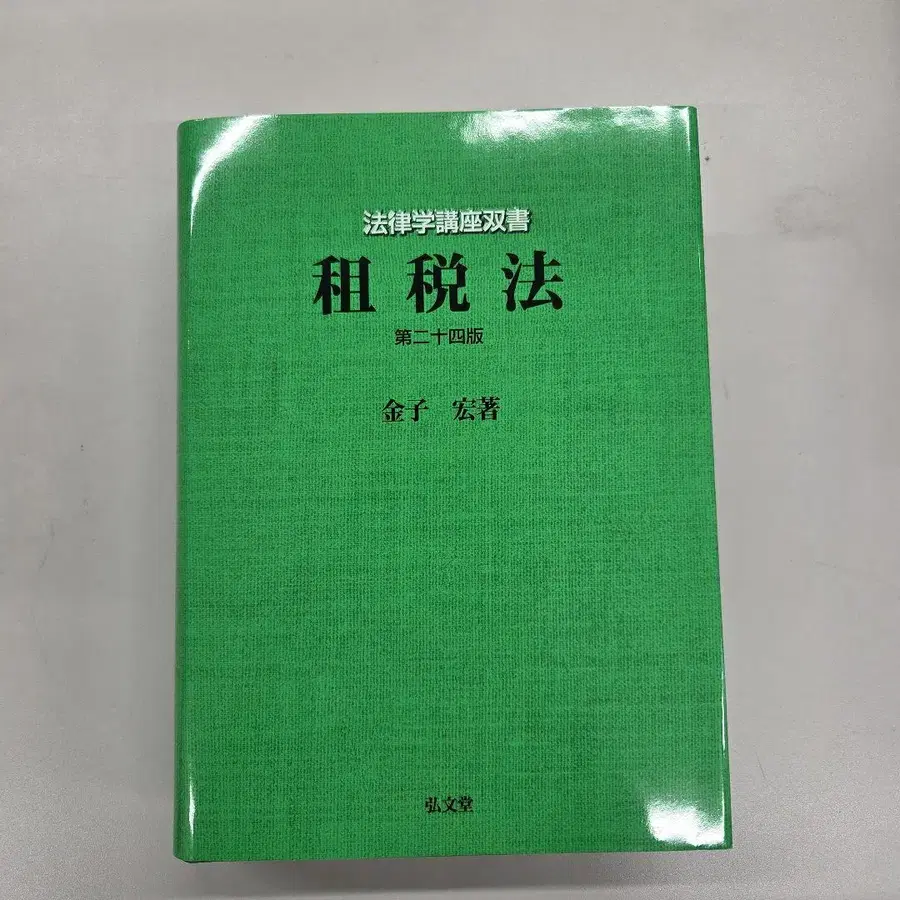 法律学講座双書
租税法
第二十四版
金子 宏著
弘文堂